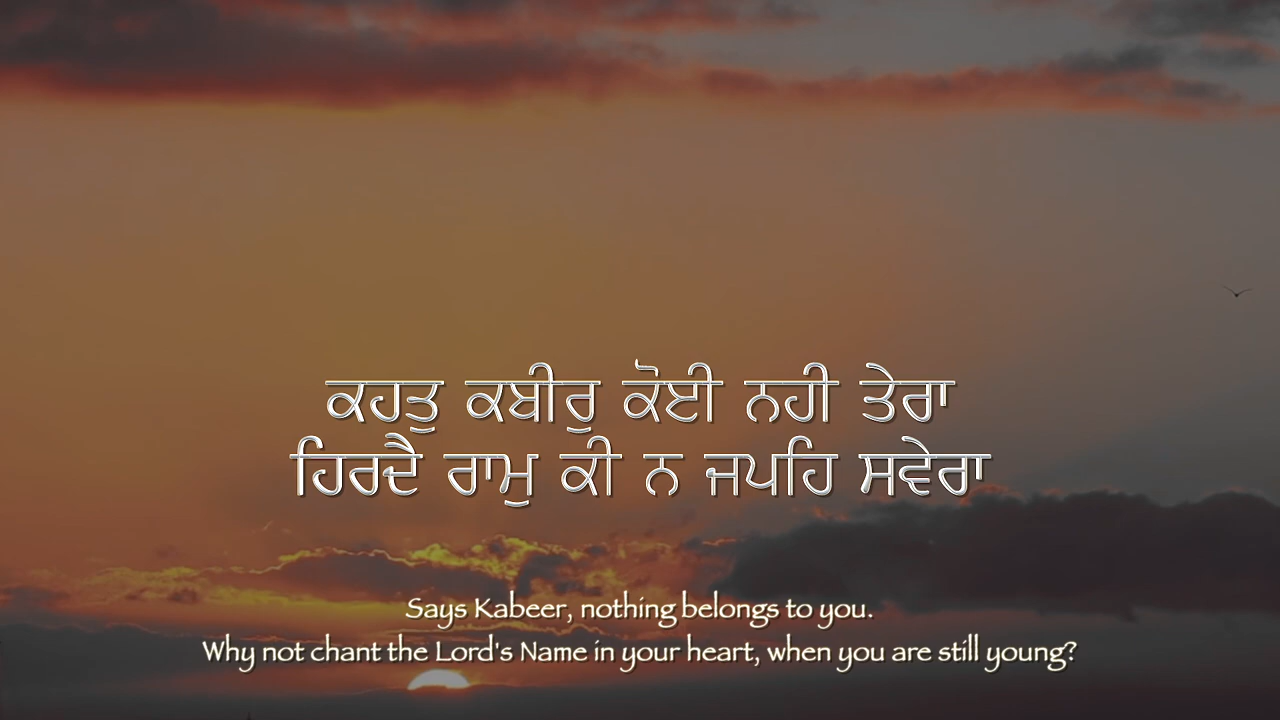 ਕਹਤੁ ਕਬੀਰੁ ਕੋਈ ਨਹੀ ਤੇਰਾ
ਹਿਰਦੈ ਰਾਮੁ ਕੀ ਨ ਜਪਹਿ ਸਵੇਰਾ
Says Kabeer, nothing belongs to you.
Why not chant the Lord's Name in your heart, when you are still young?